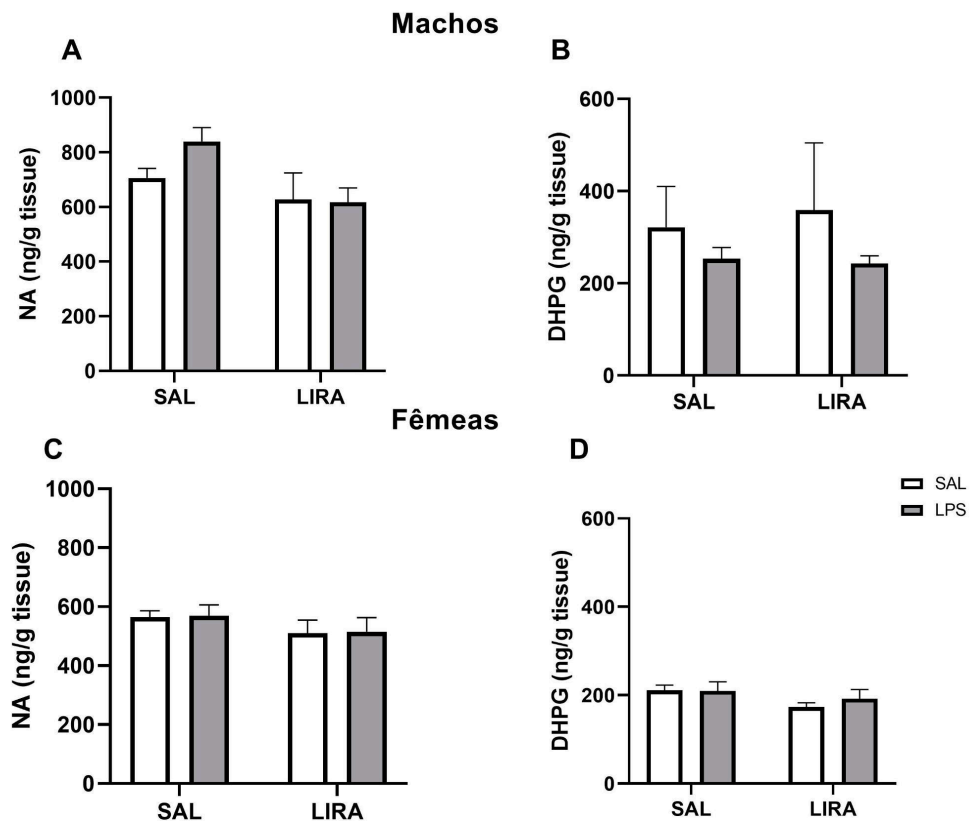 Machos
A
NA (ng/g tissue)
1000
800
600
400
200
0
SAL
LIRA
B
DHPG (ng/g tissue)
600
400
200
0
SAL
LIRA
Fêmeas
C
NA (ng/g tissue)
1000
800
600
400
200
0
SAL
LIRA
D
DHPG (ng/g tissue)
600
400
200
0
SAL
LIRA
SAL
LPS